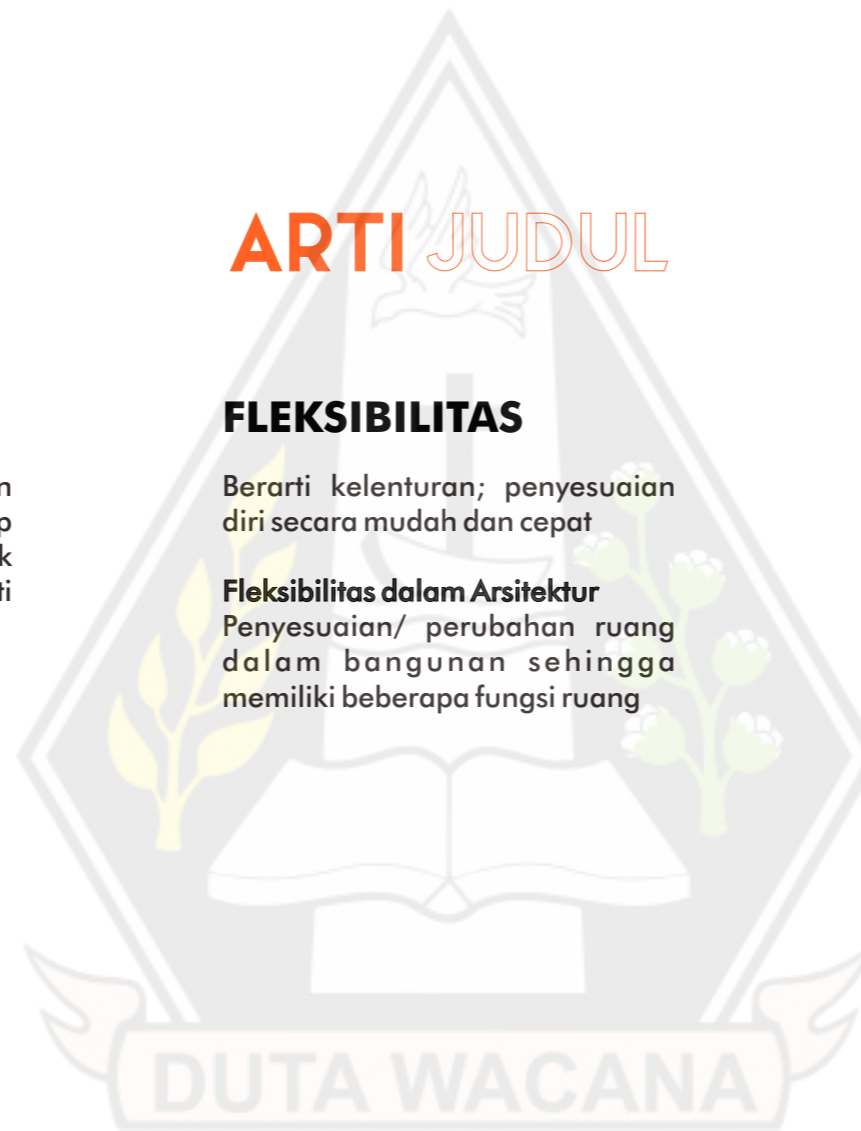 ARTI JUDUL
FLEKSIBILITAS
Berarti kelenturan; penyesuaian
diri secara mudah dan cepat
Fleksibilitas dalam Arsitektur
Penyesuaian/ perubahan ruang
dalam bangunan sehingga
memiliki beberapa fungsi ruang
n
p
k
ti
DUTA WACANA